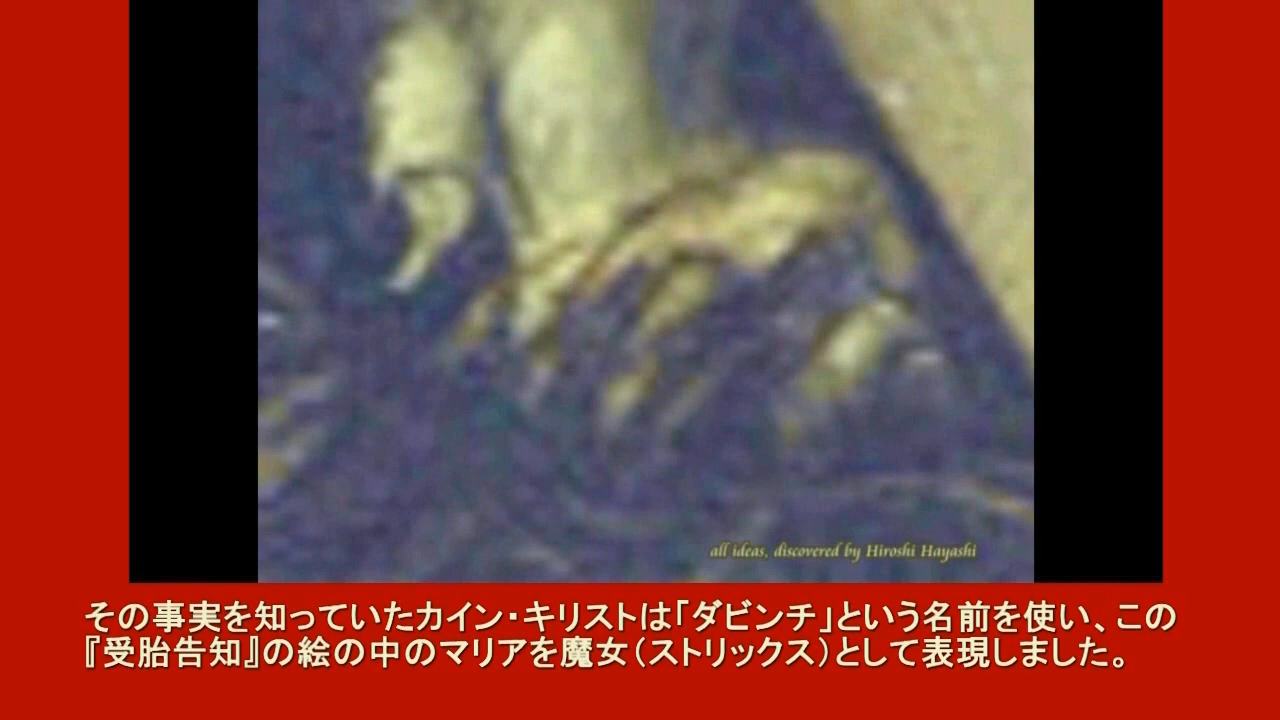 all ideas, discovered by Hiroshi Hayashi
その事実を知っていたカイン・キリストは「ダビンチ」という名前を使い、この
『受胎告知』の絵の中のマリアを魔女（ストリックス）として表現しました。